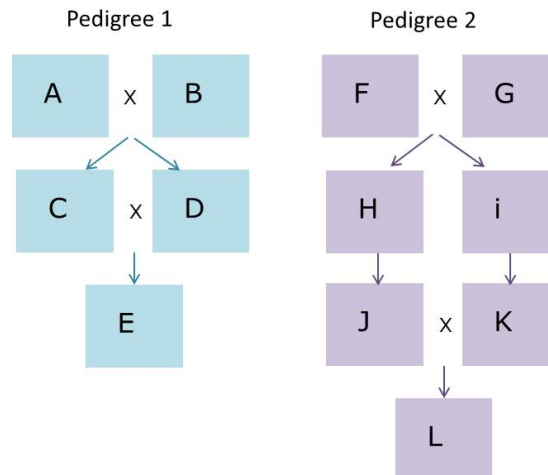 Pedigree 1
A x B
C x D
E
Pedigree 2
F x G
H i
J x K
L